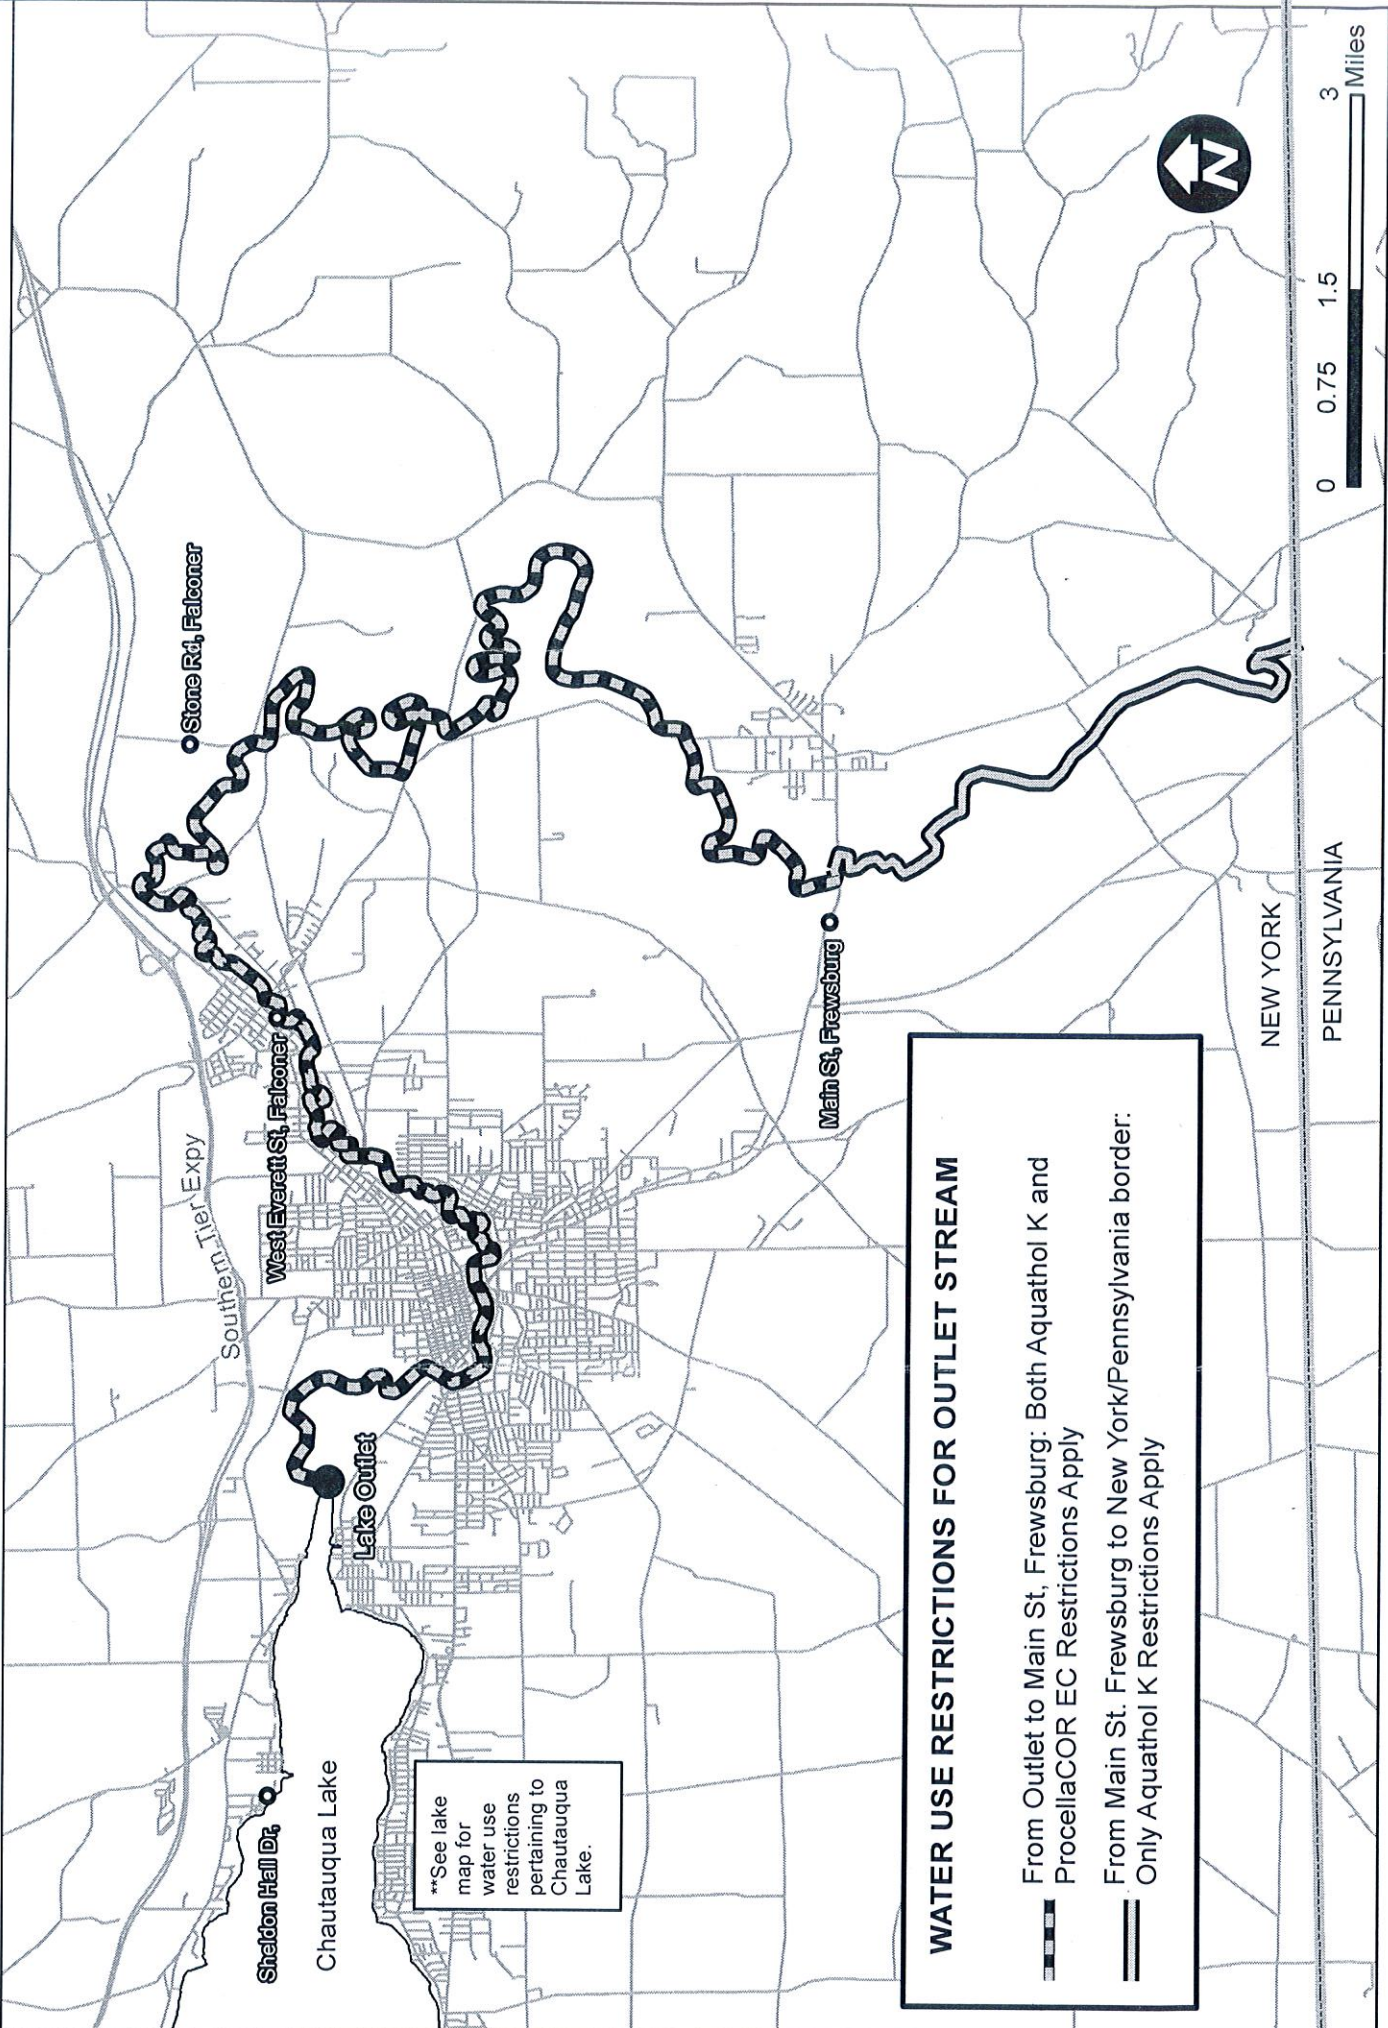 Southern Tier Expy
Stone Rd, Falconer
West Everett St, Falconer
Sheldon Hall Dr,
Chautauqua Lake
Lake Outlet
**See lake
map for
water use
restrictions
pertaining to
Chautauqua
Lake.
Main St, Frewsburg
WATER USE RESTRICTIONS FOR OUTLET STREAM
From Outlet to Main St, Frewsburg: Both Aquathol K and
ProcellaCOR EC Restrictions Apply
From Main St. Frewsburg to New York/Pennsylvania border:
Only Aquathol K Restrictions Apply
NEW YORK
PENNSYLVANIA
N
0 0.75 1.5 3
Miles